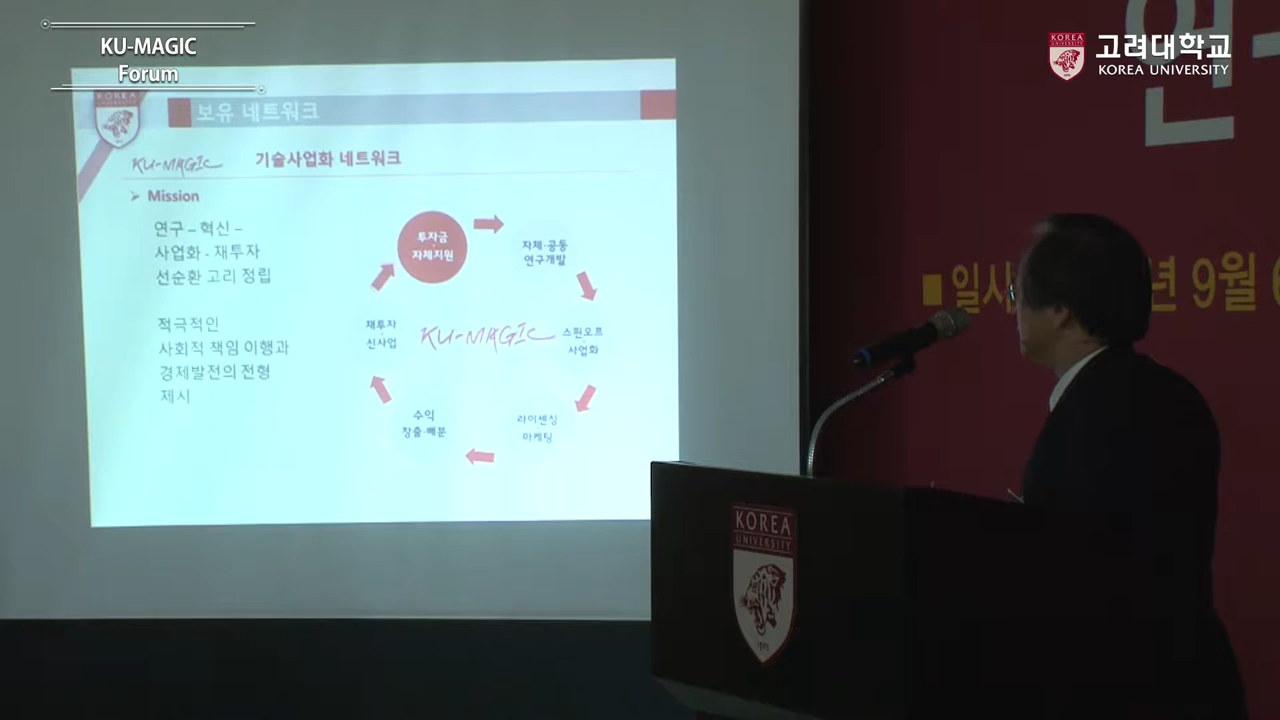 KU-MAGIC
Forum
KOREA
고려대학교
KOREA UNIVERSITY
연
■ 일시
년 9월 6
KOREA
보유 네트워크
KU-MAGIC 기술사업화 네트워크
➢ Mission
연구 – 혁신 –
사업화 - 재투자
선순환 고리 정립
적극적인
사회적 책임 이행과
경제발전의 전형
제시
투자금
자체지원
자체·공동
연구개발
스핀오프
사업화
라이센싱
마케팅
수익
창출·배분
재투자
신사업
KU-MAGIC
KOREA
UNIVERSITY